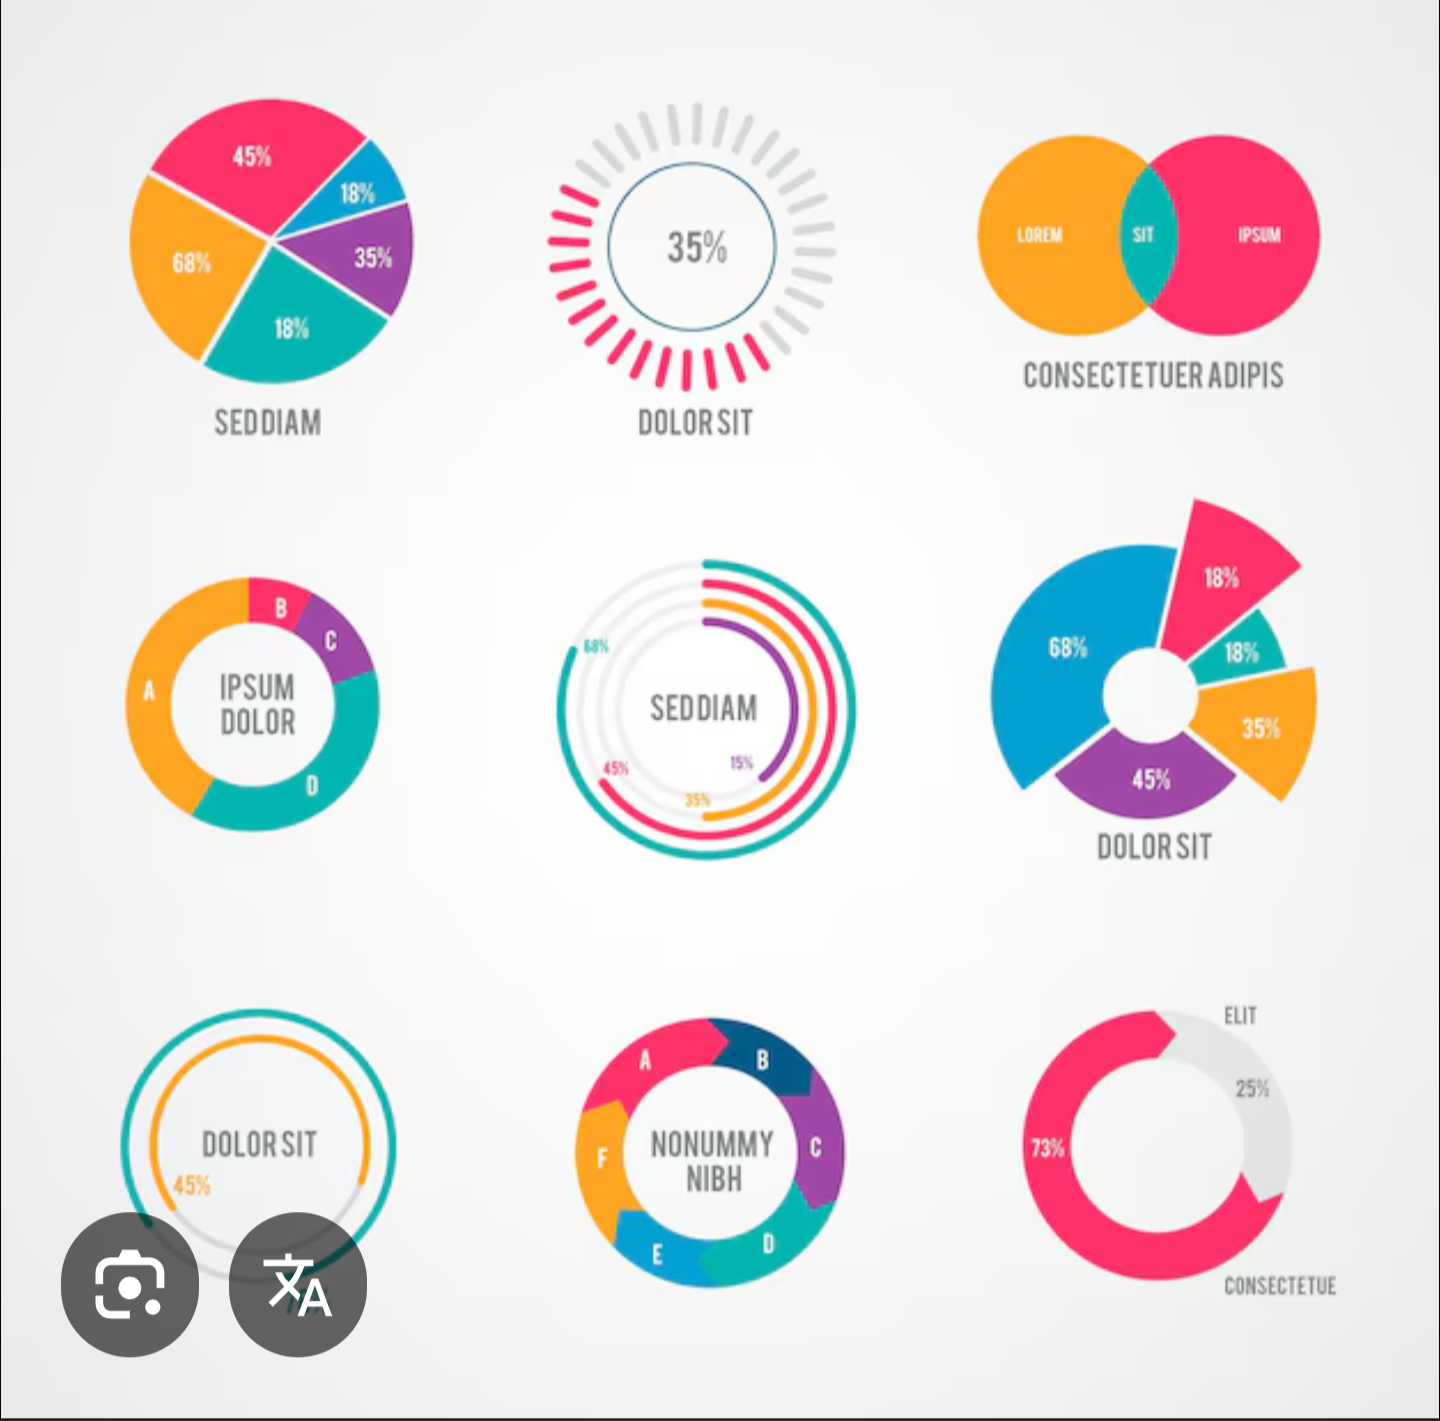 45%
18%
35%
18%
68%
SED DIAM
35%
DOLOR SIT
LOREM
SIT
IPSUM
CONSECTETUER ADIPIS
A
B
C
D
IPSUM
DOLOR
68%
45%
35%
15%
SED DIAM
68%
18%
18%
35%
45%
DOLOR SIT
DOLOR SIT
45%
A
B
C
D
E
F
NONUMMY
NIBH
ELIT
25%
73%
CONSECTETUE